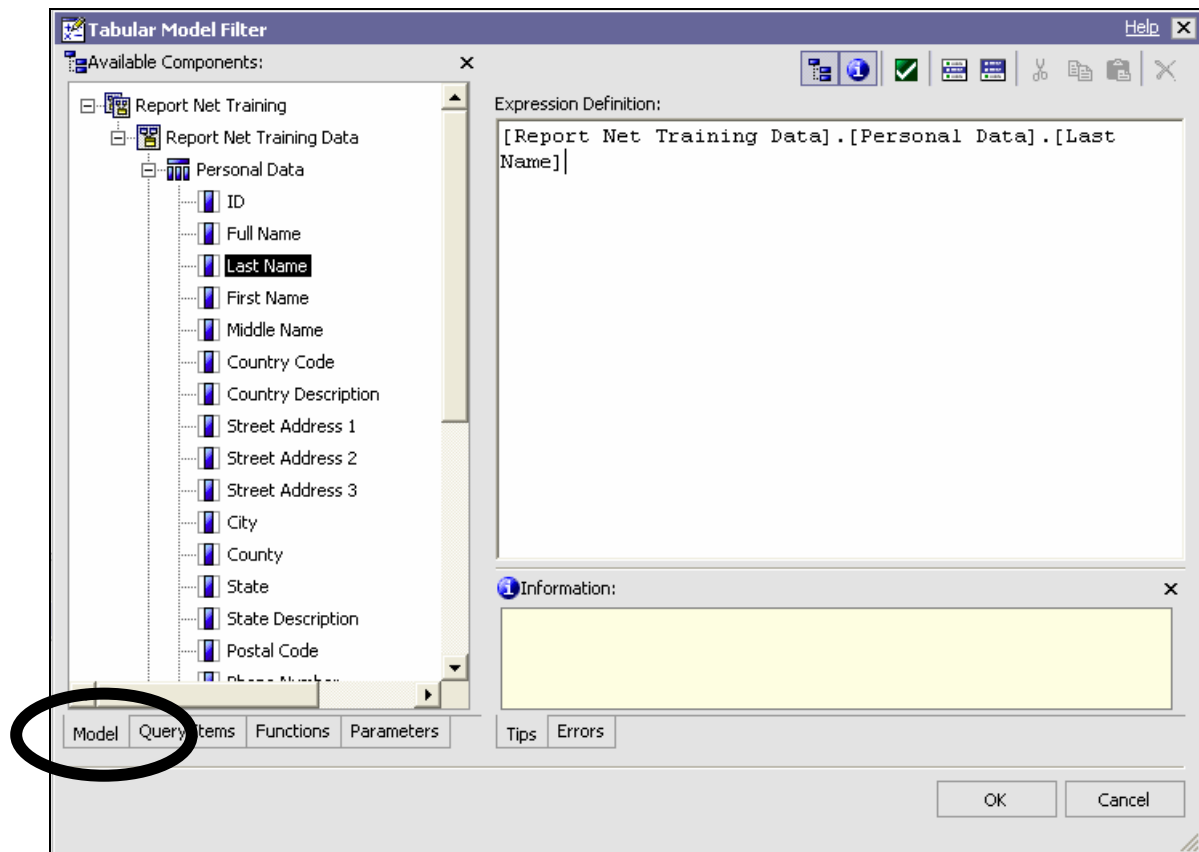 Tabular Model Filter
Help
Available Components:
Report Net Training
Report Net Training Data
Personal Data
ID
Full Name
Last Name
First Name
Middle Name
Country Code
Country Description
Street Address 1
Street Address 2
Street Address 3
City
County
State
State Description
Postal Code
Phone Number
Model
Query Items
Functions
Parameters
Expression Definition:
[Report Net Training Data].[Personal Data].[Last
Name]
Information:
Tips
Errors
OK
Cancel